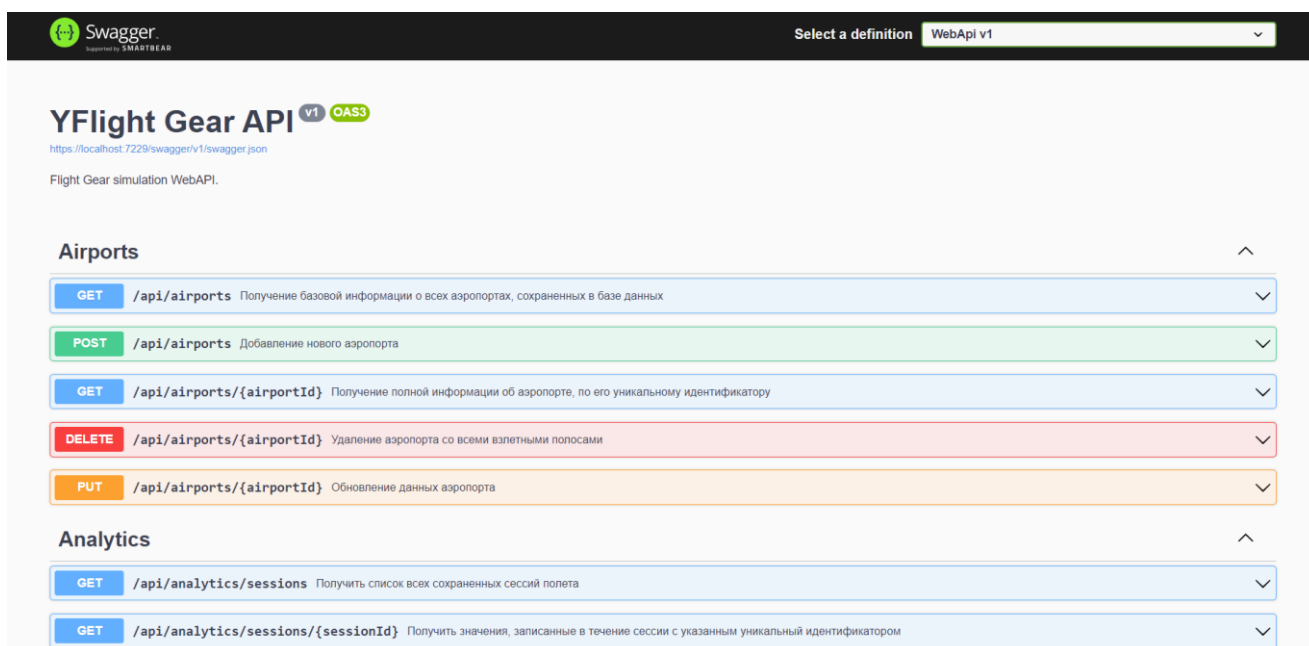 Swagger.
Supported by SMARTBEAR
Select a definition WebApi v1
YFlight Gear API v1 OAS3
https://localhost:7229/swagger/v1/swagger.json
Flight Gear simulation WebAPI.
Airports
GET /api/airports Получение базовой информации о всех аэропортах, сохраненных в базе данных
POST /api/airports Добавление нового аэропорта
GET /api/airports/{airportId} Получение полной информации об аэропорте, по его уникальному идентификатору
DELETE /api/airports/{airportId} Удаление аэропорта со всеми взлетными полосами
PUT /api/airports/{airportId} Обновление данных аэропорта
Analytics
GET /api/analytics/sessions Получить список всех сохраненных сессий полета
GET /api/analytics/sessions/{sessionId} Получить значения, записанные в течение сессии с указанным уникальный идентификатором